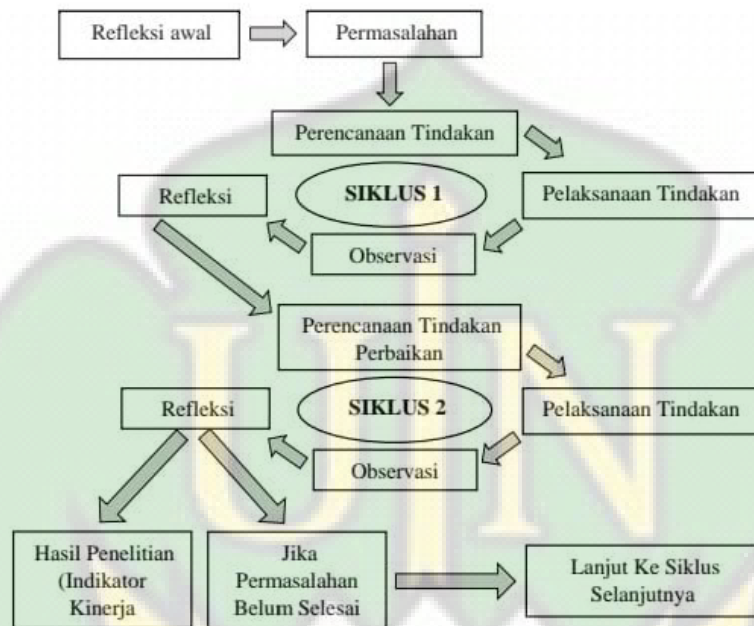 Refleksi awal
Permasalahan
Perencanaan Tindakan
SIKLUS 1
Refleksi
Pelaksanaan Tindakan
Observasi
Perencanaan Tindakan
Perbaikan
SIKLUS 2
Refleksi
Pelaksanaan Tindakan
Observasi
Hasil Penelitian
(Indikator
Kinerja
Jika
Permasalahan
Belum Selesai
Lanjut Ke Siklus
Selanjutnya
UIN